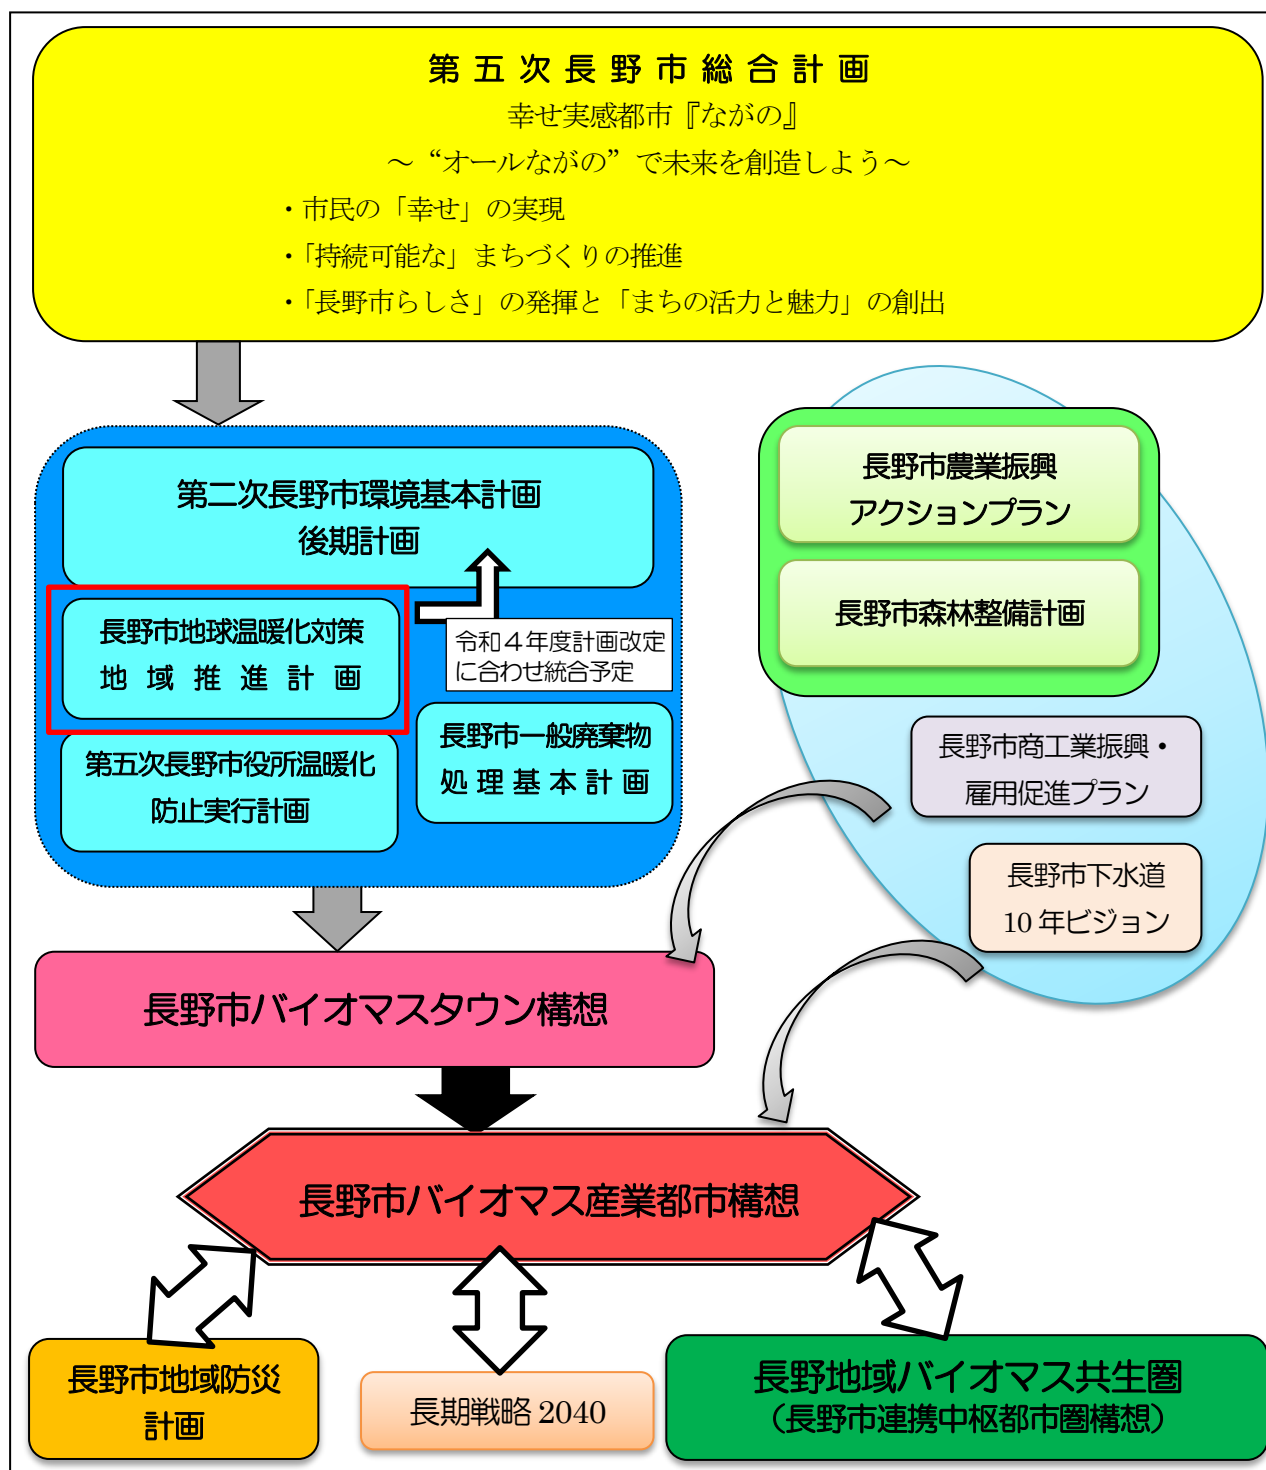 第五次長野市総合計画
幸せ実感都市『ながの』
～“オールながの”で未来を創造しよう～
・市民の「幸せ」の実現
・「持続可能な」まちづくりの推進
・「長野市らしさ」の発揮と「まちの活力と魅力」の創出
第二次長野市環境基本計画
後期計画
長野市地球温暖化対策
地域推進計画
令和４年度計画改定
に合わせ統合予定
第五次長野市役所温暖化
防止実行計画
長野市一般廃棄物
処理基本計画
長野市農業振興
アクションプラン
長野市森林整備計画
長野市商工業振興・
雇用促進プラン
長野市下水道
10年ビジョン
長野市バイオマスタウン構想
長野市バイオマス産業都市構想
長野市地域防災
計画
長期戦略2040
長野地域バイオマス共生圏
（長野市連携中枢都市圏構想）